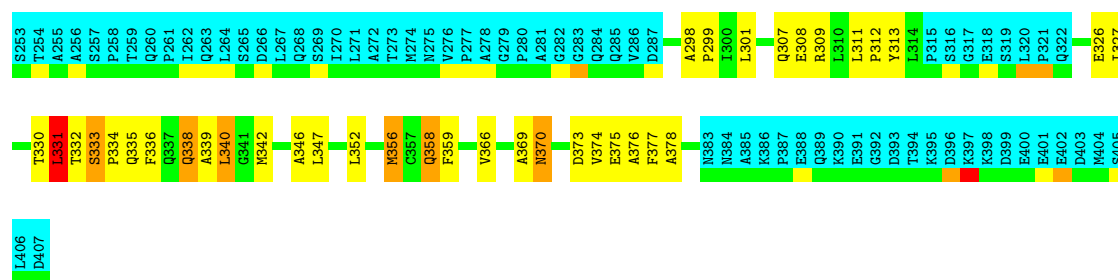 S253 T254 A255 A256 S257 P258 T259 Q260 P261 I262 Q263 L264 S265 D266 L267 Q268 S269 I270 L271 A272 T273 M274 N275 V276 P277 A278 G279 P280 A281 G282 G283 Q284 Q285 V286 D287 A298 P299 I300 L301 Q307 E308 R309 L310 L311 P312 Y313 L314 P315 S316 G317 E318 S319 L320 P321 Q322 E326
T330 L331 T332 S333 P334 Q335 F336 Q337 Q338 A339 L340 G341 M342 A346 L347 L352 M356 C357 Q358 F359 V366 A369 N370 D373 V374 E375 A376 F377 A378 N383 N384 A385 K386 P387 E388 Q389 K390 E391 G392 D393 T394 K395 D396 K397 K398 D399 E400 E401 E402 D403 M404 S405
L406 D407